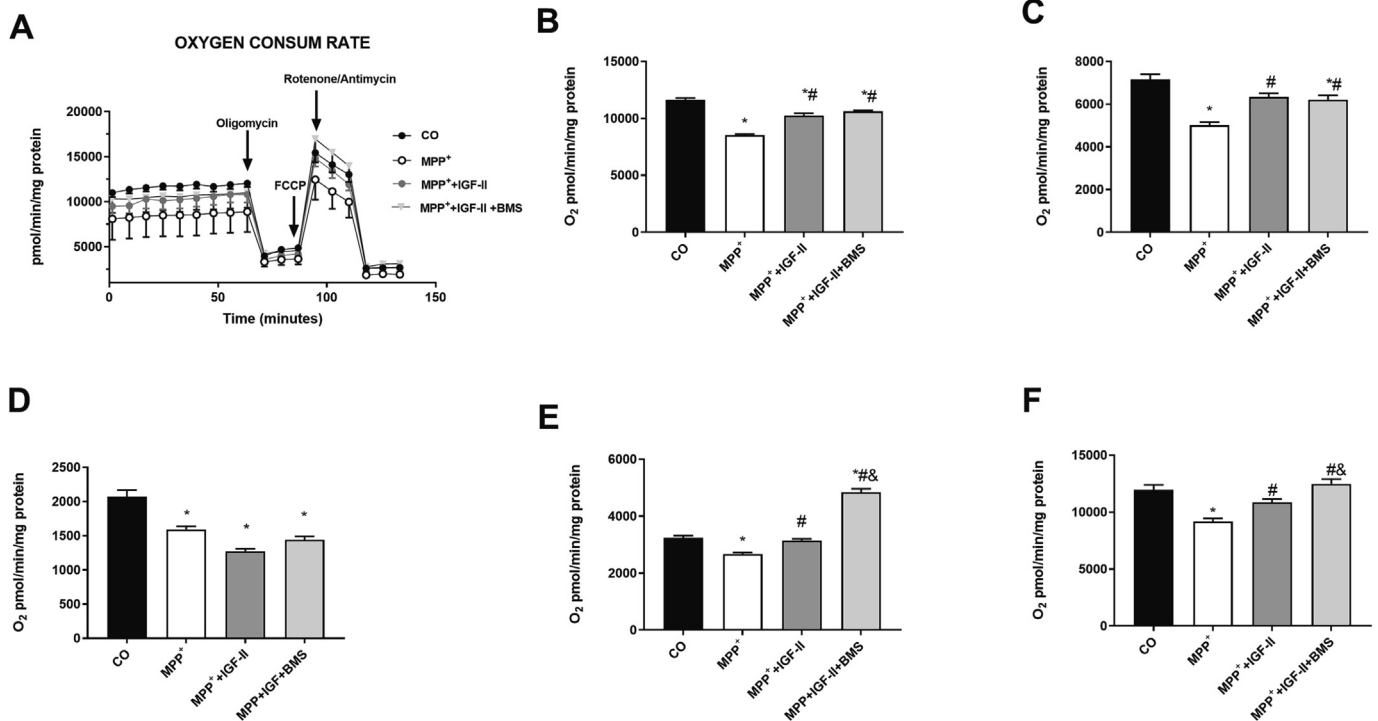 A
OXYGEN CONSUM RATE
pmol/min/mg protein
20000
15000
10000
5000
0
50
100
150
Time (minutes)
Oligomycin
FCCP
Rotenone/Antimycin
CO
MPP⁺
MPP⁺+IGF-II
MPP⁺+IGF-II +BMS
B
O₂ pmol/min/mg protein
15000
10000
5000
0
*
*#
*#
CO
MPP⁺
MPP⁺+IGF-II
MPP⁺+IGF-II+BMS
C
O₂ pmol/min/mg protein
8000
6000
4000
2000
0
*
#
*#
CO
MPP⁺
MPP⁺+IGF-II
MPP⁺+IGF-II+BMS
D
O₂ pmol/min/mg protein
2500
2000
1500
1000
500
0
*
*
*
CO
MPP⁺
MPP⁺+IGF-II
MPP+IGF+BMS
E
O₂ pmol/min/mg protein
6000
4000
2000
0
*
#
*#&
CO
MPP⁺
MPP⁺+IGF-II
MPP+IGF-II+BMS
F
O₂ pmol/min/mg protein
15000
10000
5000
0
*
#
#&
CO
MPP⁺
MPP⁺+IGF-II
MPP⁺+IGF-II+BMS